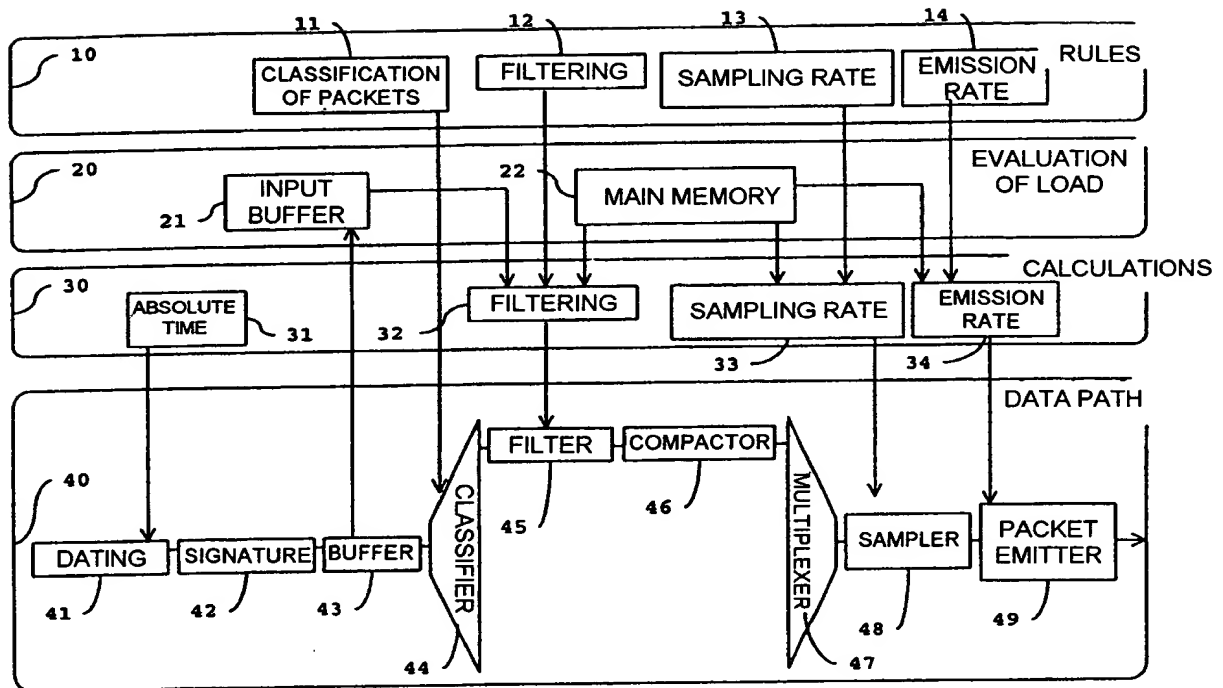 11
12
13
14
10
CLASSIFICATION
OF PACKETS
FILTERING
SAMPLING RATE
EMISSION
RATE
RULES
20
21
INPUT
BUFFER
22
MAIN MEMORY
EVALUATION
OF LOAD
30
ABSOLUTE
TIME
31
32
FILTERING
SAMPLING RATE
33
EMISSION
RATE
34
CALCULATIONS
DATA PATH
40
DATING
41
SIGNATURE
42
BUFFER
43
CLASSIFIER
44
FILTER
45
COMPACTOR
46
MULTIPLEXER
47
SAMPLER
48
PACKET
EMITTER
49